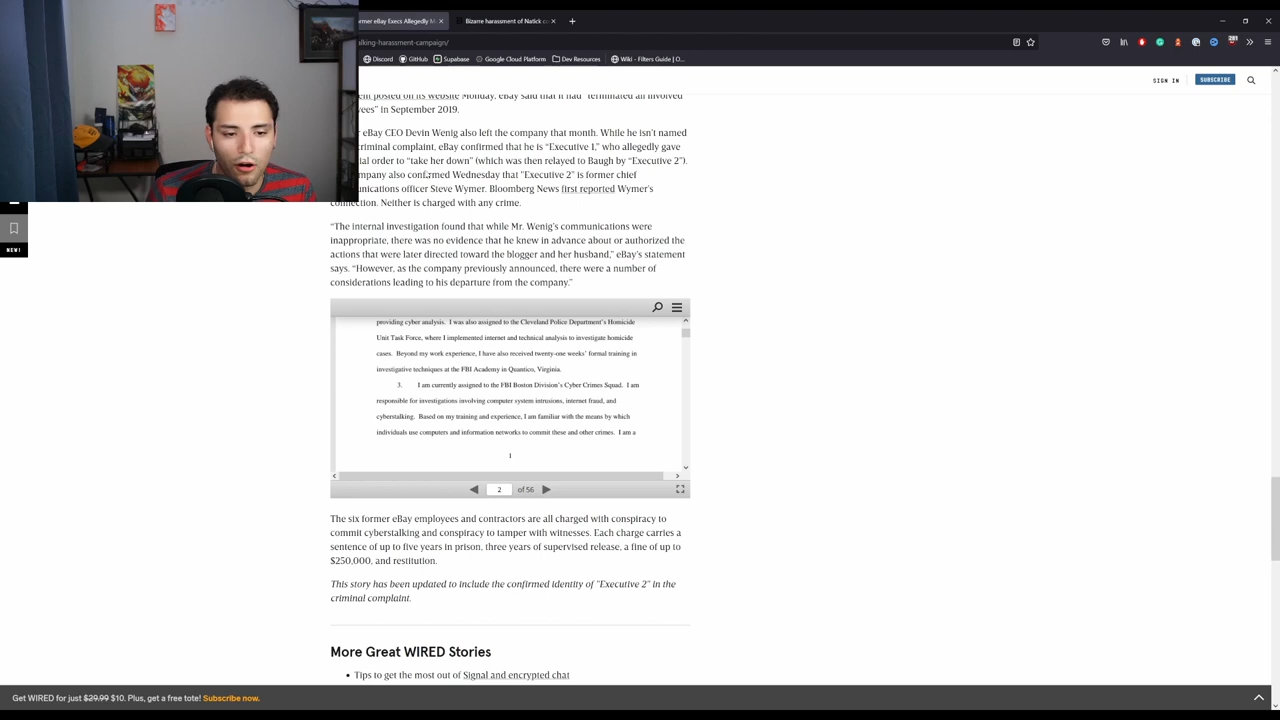 ormer eBay Execs Allegedly M
Bizarre harassment of Natick co
alking-harassment-campaign/
Discord GitHub Supabase Google Cloud Platform Dev Resources Wiki - Filters Guide | O...
SIGN IN SUBSCRIBE
posted on its website Monday, eBay said that it had "terminated all involved
ees" in September 2019.
eBay CEO Devin Wenig also left the company that month. While he isn't named
criminal complaint, eBay confirmed that he is "Executive 1," who allegedly gave
ial order to "take her down" (which was then relayed to Baugh by "Executive 2").
mpany also confirmed Wednesday that "Executive 2" is former chief
unications officer Steve Wymer. Bloomberg News first reported Wymer's
connection. Neither is charged with any crime.
NEW!
"The internal investigation found that while Mr. Wenig's communications were
inappropriate, there was no evidence that he knew in advance about or authorized the
actions that were later directed toward the blogger and her husband," eBay's statement
says. "However, as the company previously announced, there were a number of
considerations leading to his departure from the company."
providing cyber analysis. I was also assigned to the Cleveland Police Department's Homicide
Unit Task Force, where I implemented internet and technical analysis to investigate homicide
cases. Beyond my work experience, I have also received twenty-one weeks' formal training in
investigative techniques at the FBI Academy in Quantico, Virginia.
3. I am currently assigned to the FBI Boston Division's Cyber Crimes Squad. I am
responsible for investigations involving computer system intrusions, internet fraud, and
cyberstalking. Based on my training and experience, I am familiar with the means by which
individuals use computers and information networks to commit these and other crimes. I am a
1
2 of 56
The six former eBay employees and contractors are all charged with conspiracy to
commit cyberstalking and conspiracy to tamper with witnesses. Each charge carries a
sentence of up to five years in prison, three years of supervised release, a fine of up to
$250,000, and restitution.
This story has been updated to include the confirmed identity of "Executive 2" in the
criminal complaint.
More Great WIRED Stories
• Tips to get the most out of Signal and encrypted chat
Get WIRED for just $29.99 $10. Plus, get a free tote! Subscribe now.